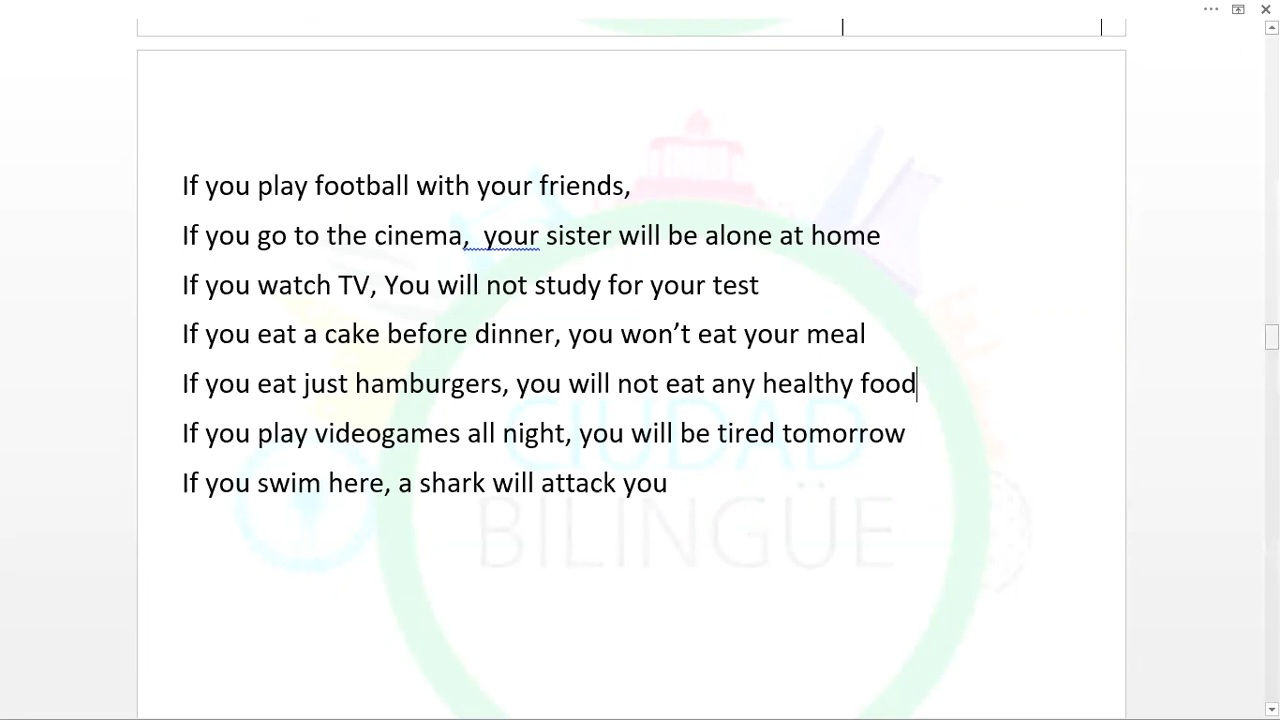 If you play football with your friends,
If you go to the cinema,  your sister will be alone at home
If you watch TV, You will not study for your test
If you eat a cake before dinner, you won’t eat your meal
If you eat just hamburgers, you will not eat any healthy food
If you play videogames all night, you will be tired tomorrow
If you swim here, a shark will attack you
CIUDAD
BILINGÜE